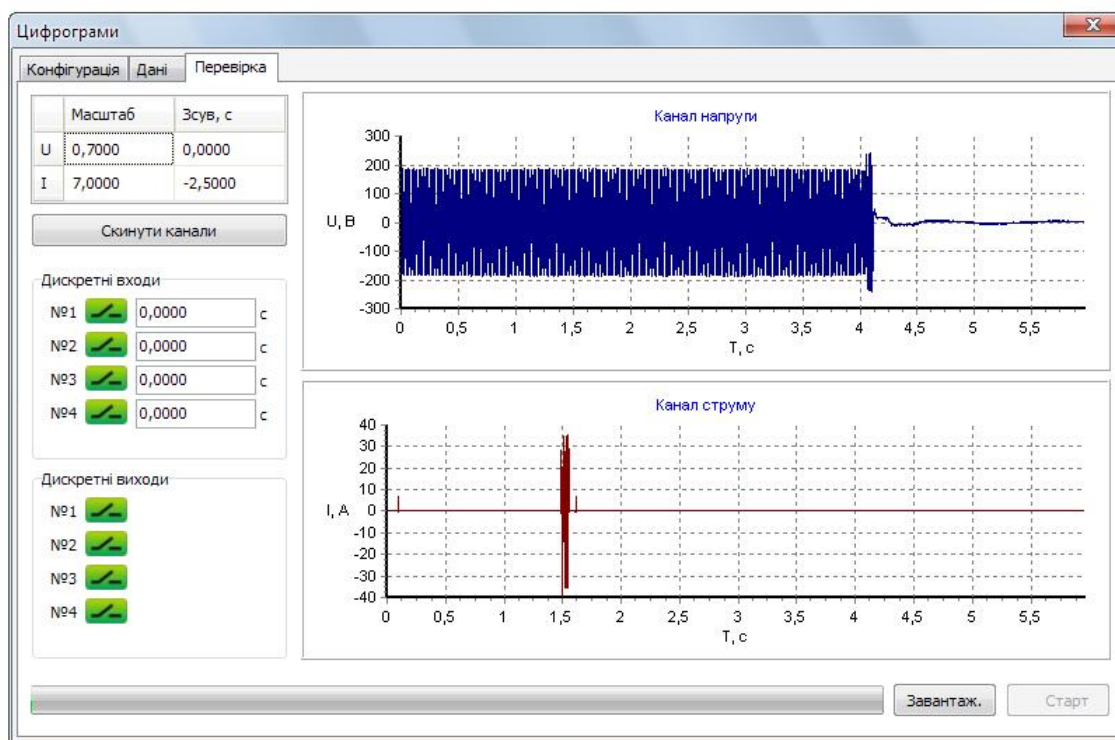 Цифрограми
Конфігурація Дані Перевірка
Масштаб Зсув, с
U 0,7000 0,0000
I 7,0000 -2,5000
Скинути канали
Дискретні входи
№1 0,0000 с
№2 0,0000 с
№3 0,0000 с
№4 0,0000 с
Дискретні виходи
№1
№2
№3
№4
Канал напруги
300
200
100
U, В 0
-100
-200
-300
0 0,5 1 1,5 2 2,5 3 3,5 4 4,5 5 5,5
T, с
Канал струму
40
30
20
10
I, А 0
-10
-20
-30
-40
0 0,5 1 1,5 2 2,5 3 3,5 4 4,5 5 5,5
T, с
Завантаж. Старт